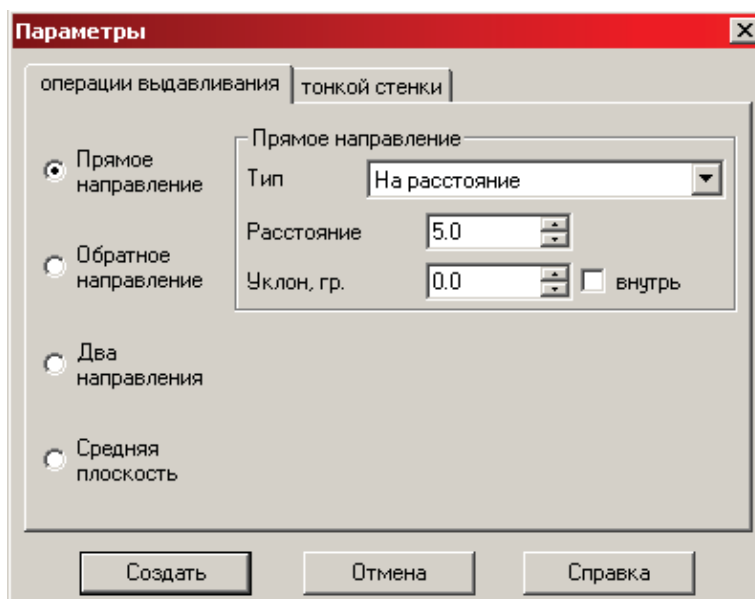 Параметры
операции выдавливания
тонкой стенки
Прямое
направление
Обратное
направление
Два
направления
Средняя
плоскость
Прямое направление
Тип
На расстояние
Расстояние
5.0
Уклон, гр.
0.0
внутрь
Создать
Отмена
Справка